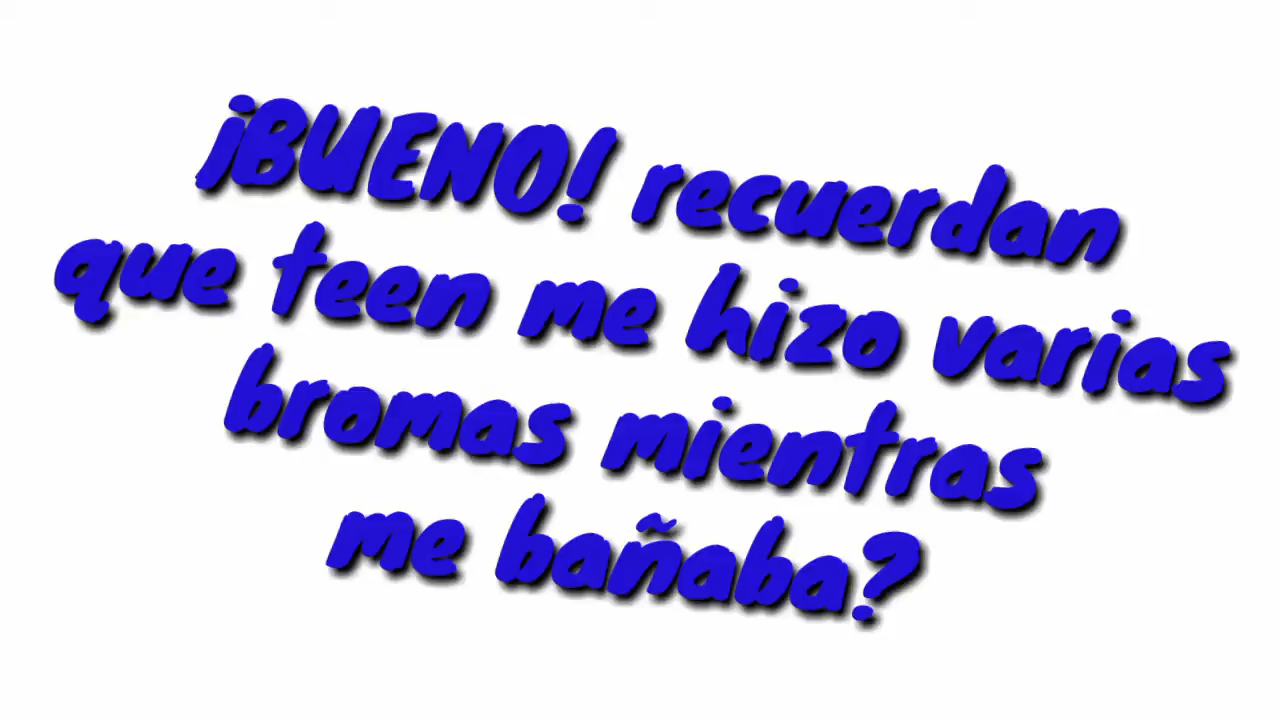 ¡BUENO! recuerdan
que teen me hizo varias
bromas mientras
me bañaba?